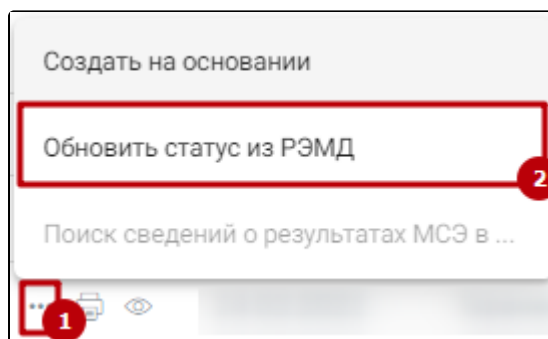 Создать на основании
Обновить статус из РЭМД
2
Поиск сведений о результатах МСЭ в ...
... 1